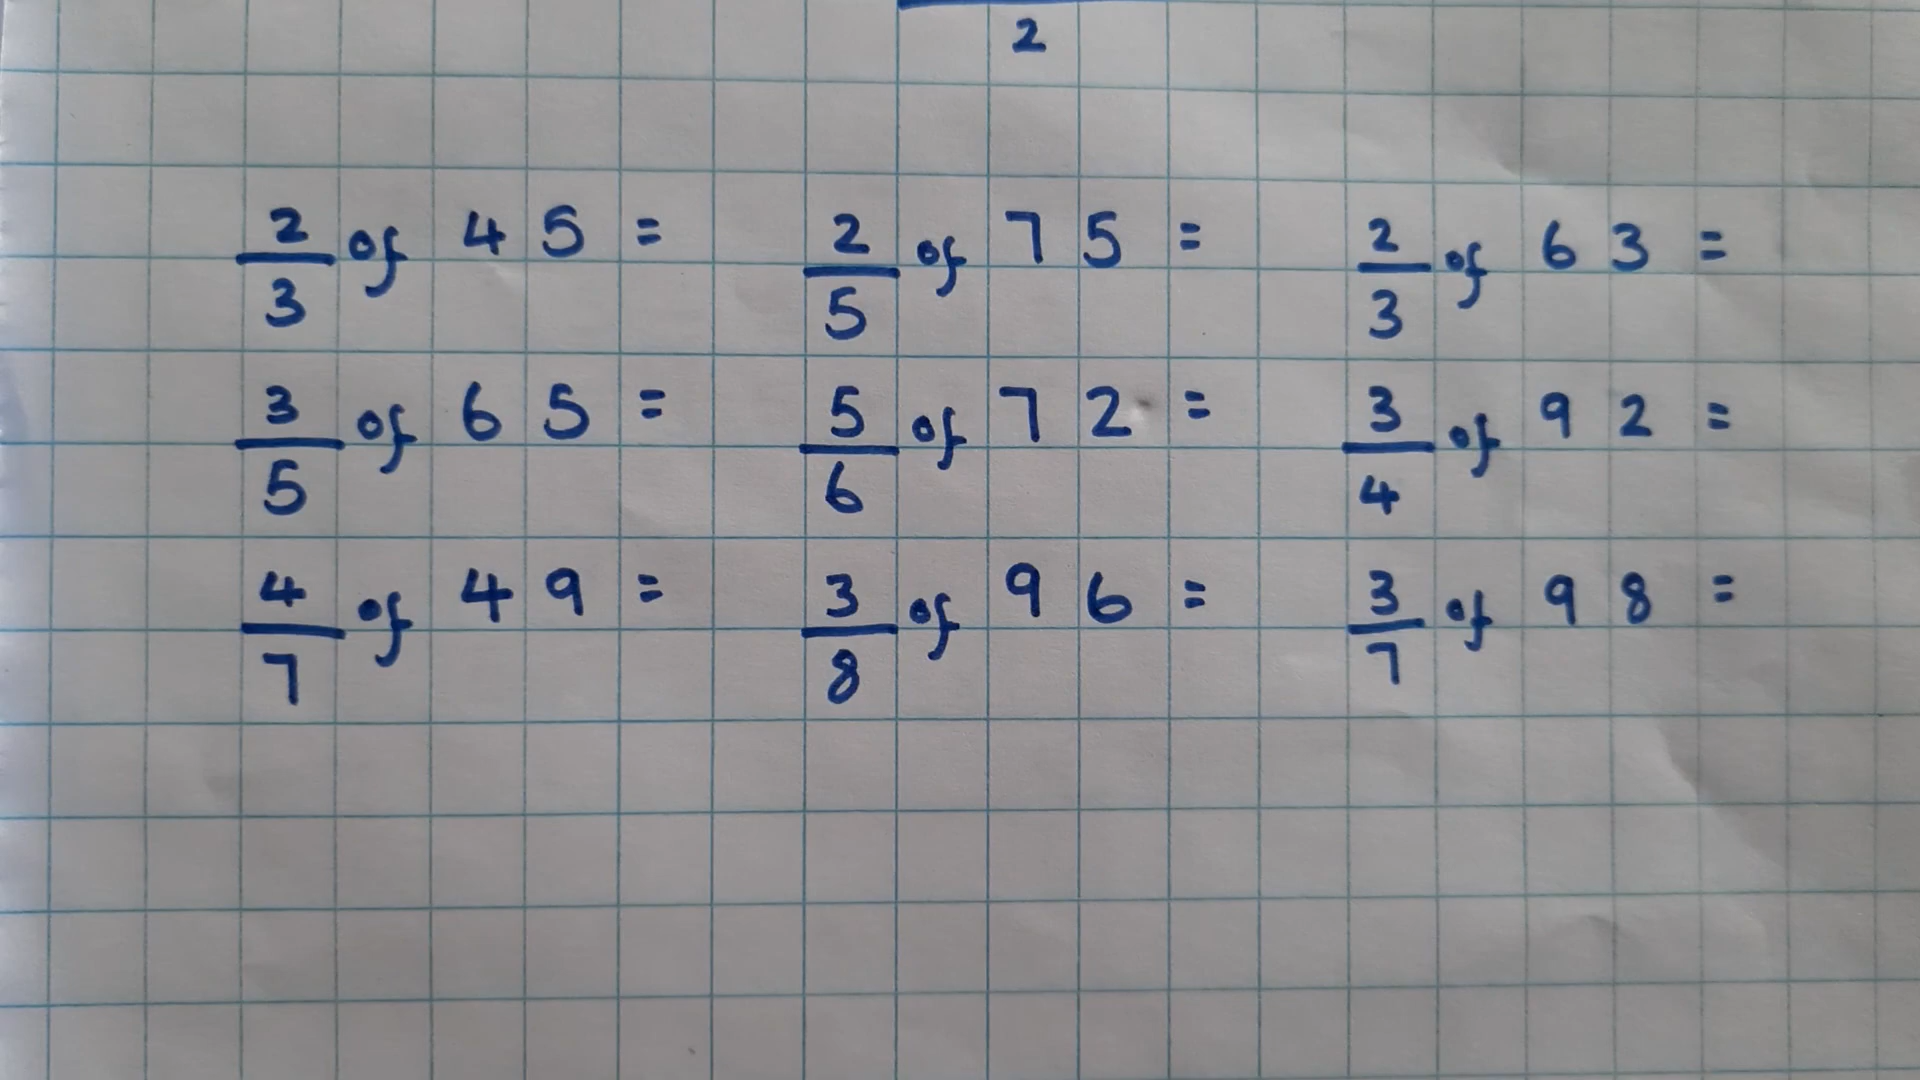 2
2/3 of 45 = 2/5 of 75 = 2/3 of 63 =
3/5 of 65 = 5/6 of 72 = 3/4 of 92 =
4/7 of 49 = 3/8 of 96 = 3/7 of 98 =